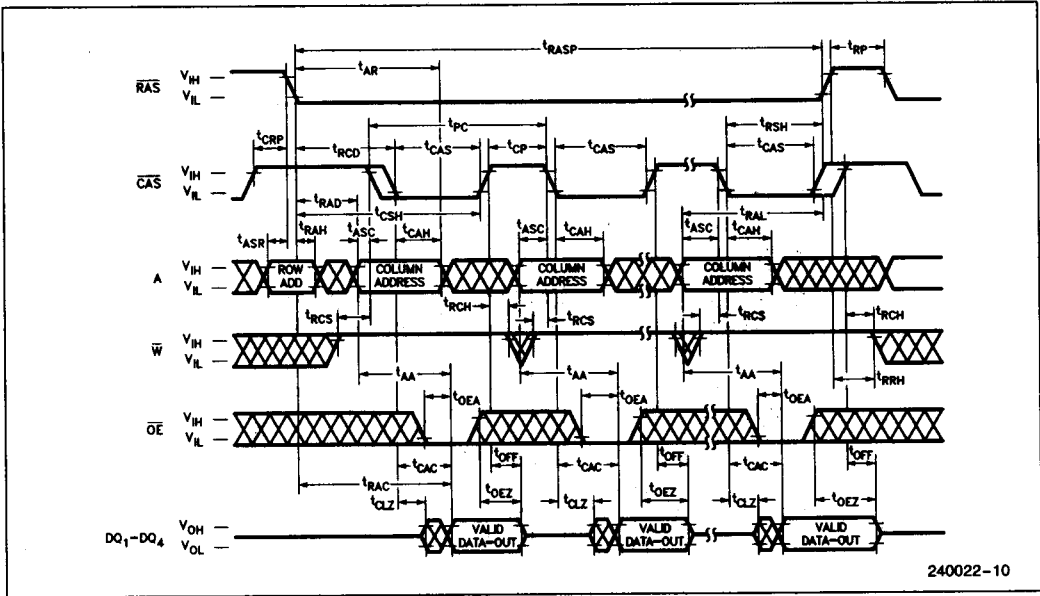 tRASP
tRP
tAR
RAS
VIH
VIL
tPC
tRSH
tCRP
tRCD
tCAS
tCP
tCAS
tCAS
CAS
VIH
VIL
tRAD
tCSH
tRAL
tASR
tRAH
tASC
tCAH
tASC
tCAH
tASC
tCAH
A
VIH
VIL
ROW ADD
COLUMN ADDRESS
COLUMN ADDRESS
COLUMN ADDRESS
tRCS
tRCH
tRCS
tRCS
tRCH
W
VIH
VIL
tAA
tAA
tAA
tRRH
tOEA
tOEA
tOEA
OE
VIH
VIL
tCAC
tOFF
tCAC
tOFF
tCAC
tOFF
tRAC
tCLZ
tOEZ
tCLZ
tOEZ
tCLZ
tOEZ
DQ1–DQ4
VOH
VOL
VALID DATA–OUT
VALID DATA–OUT
VALID DATA–OUT
240022–10